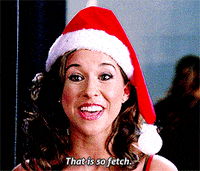 That is so fetch.